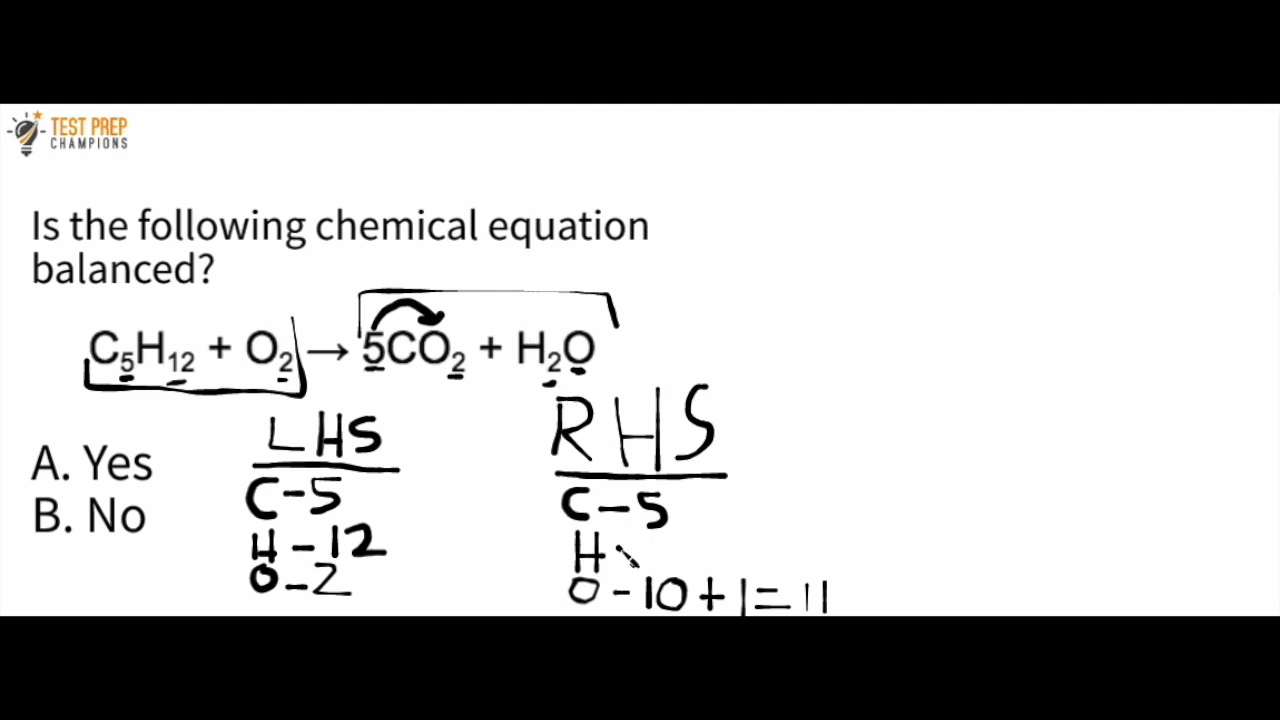 TEST PREP
CHAMPIONS
Is the following chemical equation
balanced?
C₅H₁₂ + O₂ → 5CO₂ + H₂O
A. Yes
B. No
LHS
C-5
H-12
O-2
RHS
C-5
H
O-10+1=11